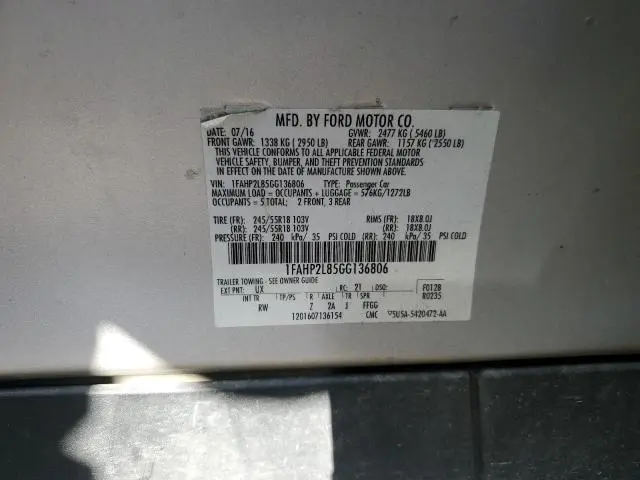 MFD. BY FORD MOTOR CO.
DATE: 07/16 GVWR: 2477 KG ( 5460 LB)
FRONT GAWR: 1338 KG ( 2950 LB) REAR GAWR: 1157 KG ( 2550 LB)
THIS VEHICLE CONFORMS TO ALL APPLICABLE FEDERAL MOTOR
VEHICLE SAFETY, BUMPER, AND THEFT PREVENTION STANDARDS
IN EFFECT ON THE DATE OF MANUFACTURE SHOWN ABOVE.
VIN: 1FAHP2L85GG136806 TYPE: Passenger Car
MAXIMUM LOAD = OCCUPANTS + LUGGAGE = 576KG/1272LB
OCCUPANTS = 5 TOTAL; 2 FRONT, 3 REAR
TIRE (FR): 245/55R18 103V RIMS (FR): 18X8.0J
(RR): 245/55R18 103V (RR): 18X8.0J
PRESSURE (FR): 240 kPa/ 35 PSI COLD (RR): 240 kPa/ 35 PSI COLD
1FAHP2L85GG136806
TRAILER TOWING - SEE OWNER GUIDE
EXT PNT: UX RC: 21 DSO: F0128
INT TR TP/PS R AXLE TR SPR R0235
RW Z 2A J FFGG
1201607136154 CMC 5U5A-5420472-AA